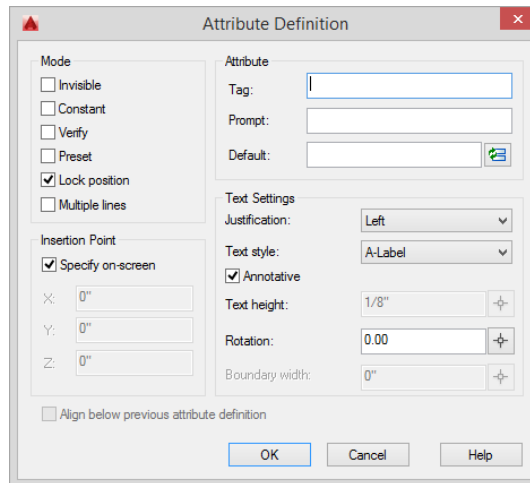 Attribute Definition
Mode
Invisible
Constant
Verify
Preset
Lock position
Multiple lines
Insertion Point
Specify on-screen
X: 0"
Y: 0"
Z: 0"
Attribute
Tag:
Prompt:
Default:
Text Settings
Justification: Left
Text style: A-Label
Annotative
Text height: 1/8"
Rotation: 0.00
Boundary width: 0"
Align below previous attribute definition
OK Cancel Help